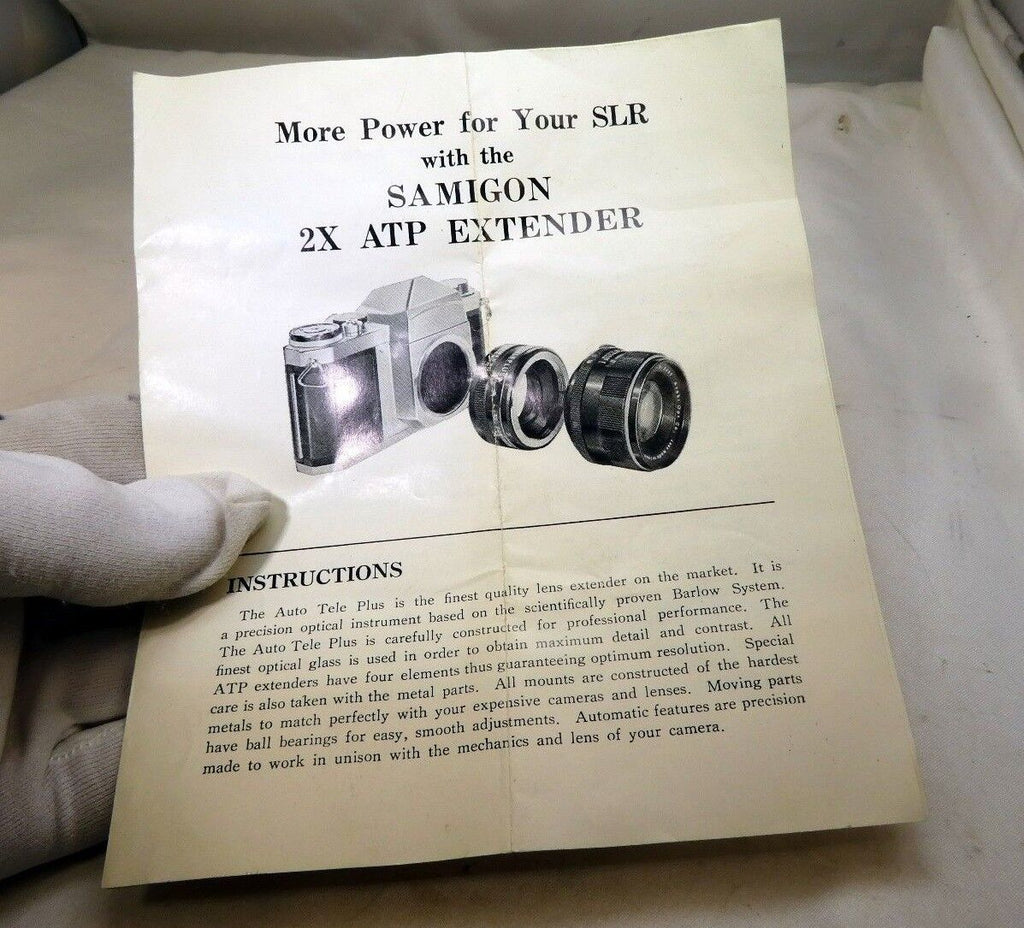 More Power for Your SLR
with the
SAMIGON
2X ATP EXTENDER
INSTRUCTIONS
The Auto Tele Plus is the finest quality lens extender on the market. It is
a precision optical instrument based on the scientifically proven Barlow System.
The Auto Tele Plus is carefully constructed for professional performance. The
finest optical glass is used in order to obtain maximum detail and contrast. All
ATP extenders have four elements thus guaranteeing optimum resolution. Special
care is also taken with the metal parts. All mounts are constructed of the hardest
metals to match perfectly with your expensive cameras and lenses. Moving parts
have ball bearings for easy, smooth adjustments. Automatic features are precision
made to work in unison with the mechanics and lens of your camera.